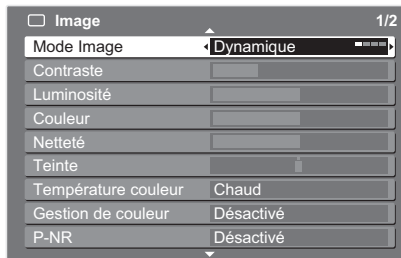 Image 1/2
Mode Image Dynamique
Contraste
Luminosité
Couleur
Netteté
Teinte
Température couleur Chaud
Gestion de couleur Désactivé
P-NR Désactivé